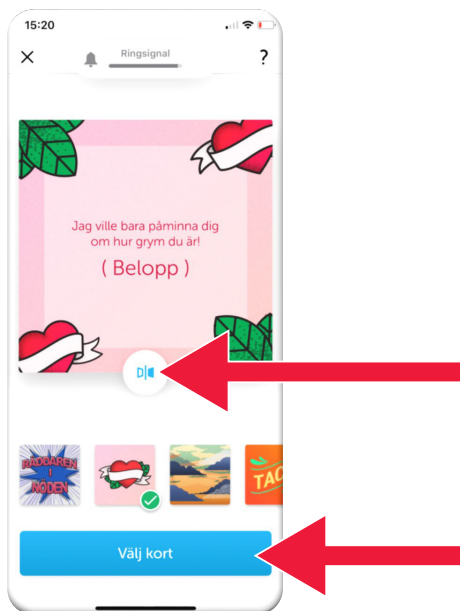 15:20
Ringsignal
?
Jag ville bara påminna dig
om hur grym du är!
( Belopp )
RÄDDAREN
I
NÖDEN
TAC
Välj kort